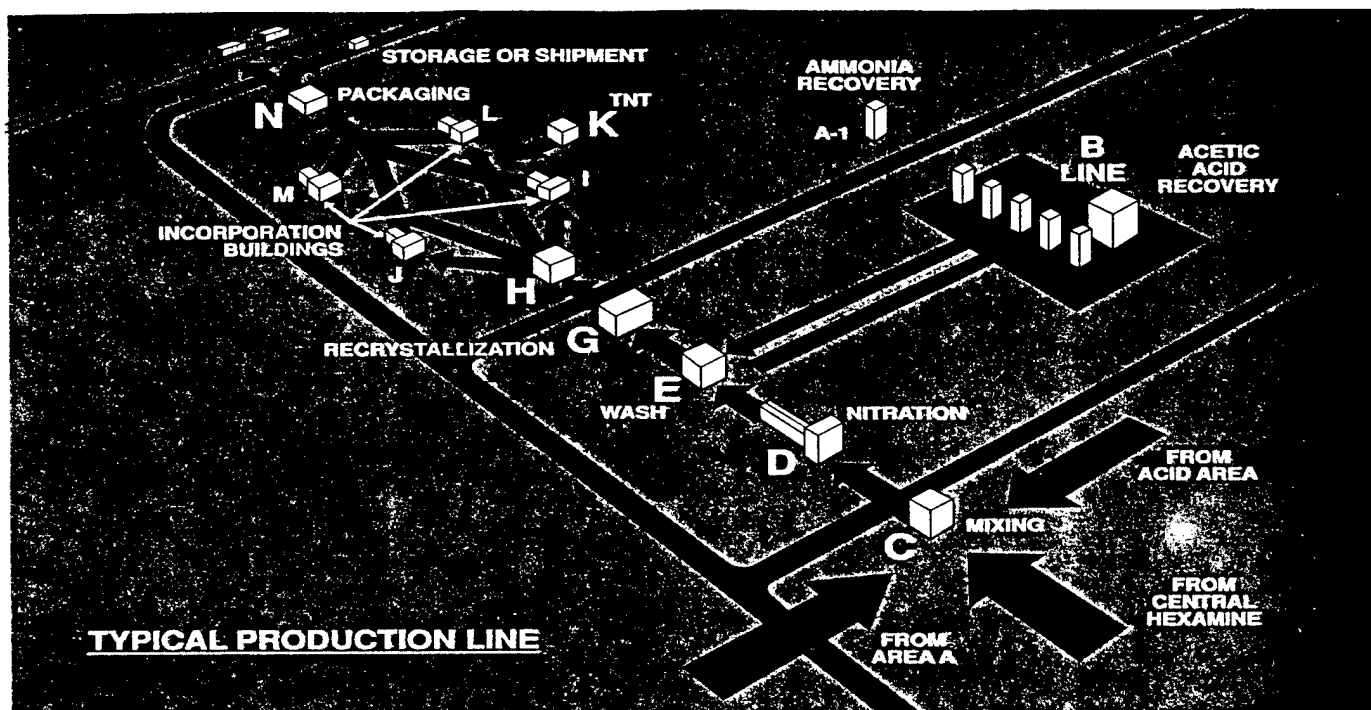 STORAGE OR SHIPMENT
N
PACKAGING
L
TNT
K
AMMONIA
RECOVERY
A-1
B
LINE
ACETIC
ACID
RECOVERY
M
I
INCORPORATION
BUILDINGS
J
H
RECRYSTALLIZATION
G
E
WASH
NITRATION
D
FROM
ACID AREA
MIXING
C
FROM
CENTRAL
HEXAMINE
FROM
AREA A
TYPICAL PRODUCTION LINE